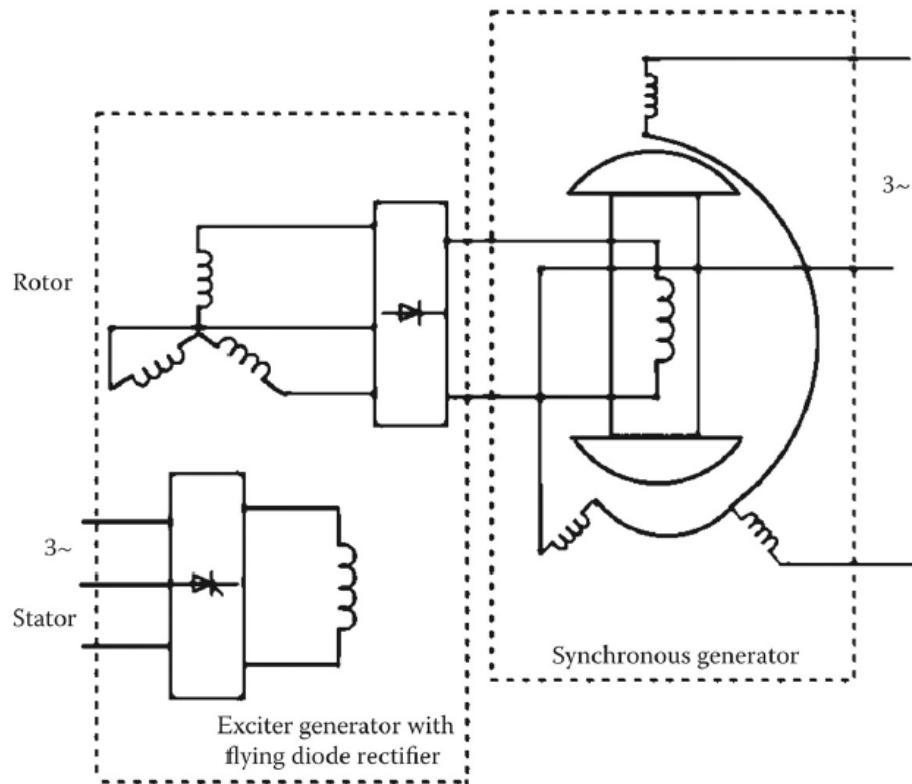 3~
Rotor
3~
Stator
Synchronous generator
Exciter generator with
flying diode rectifier